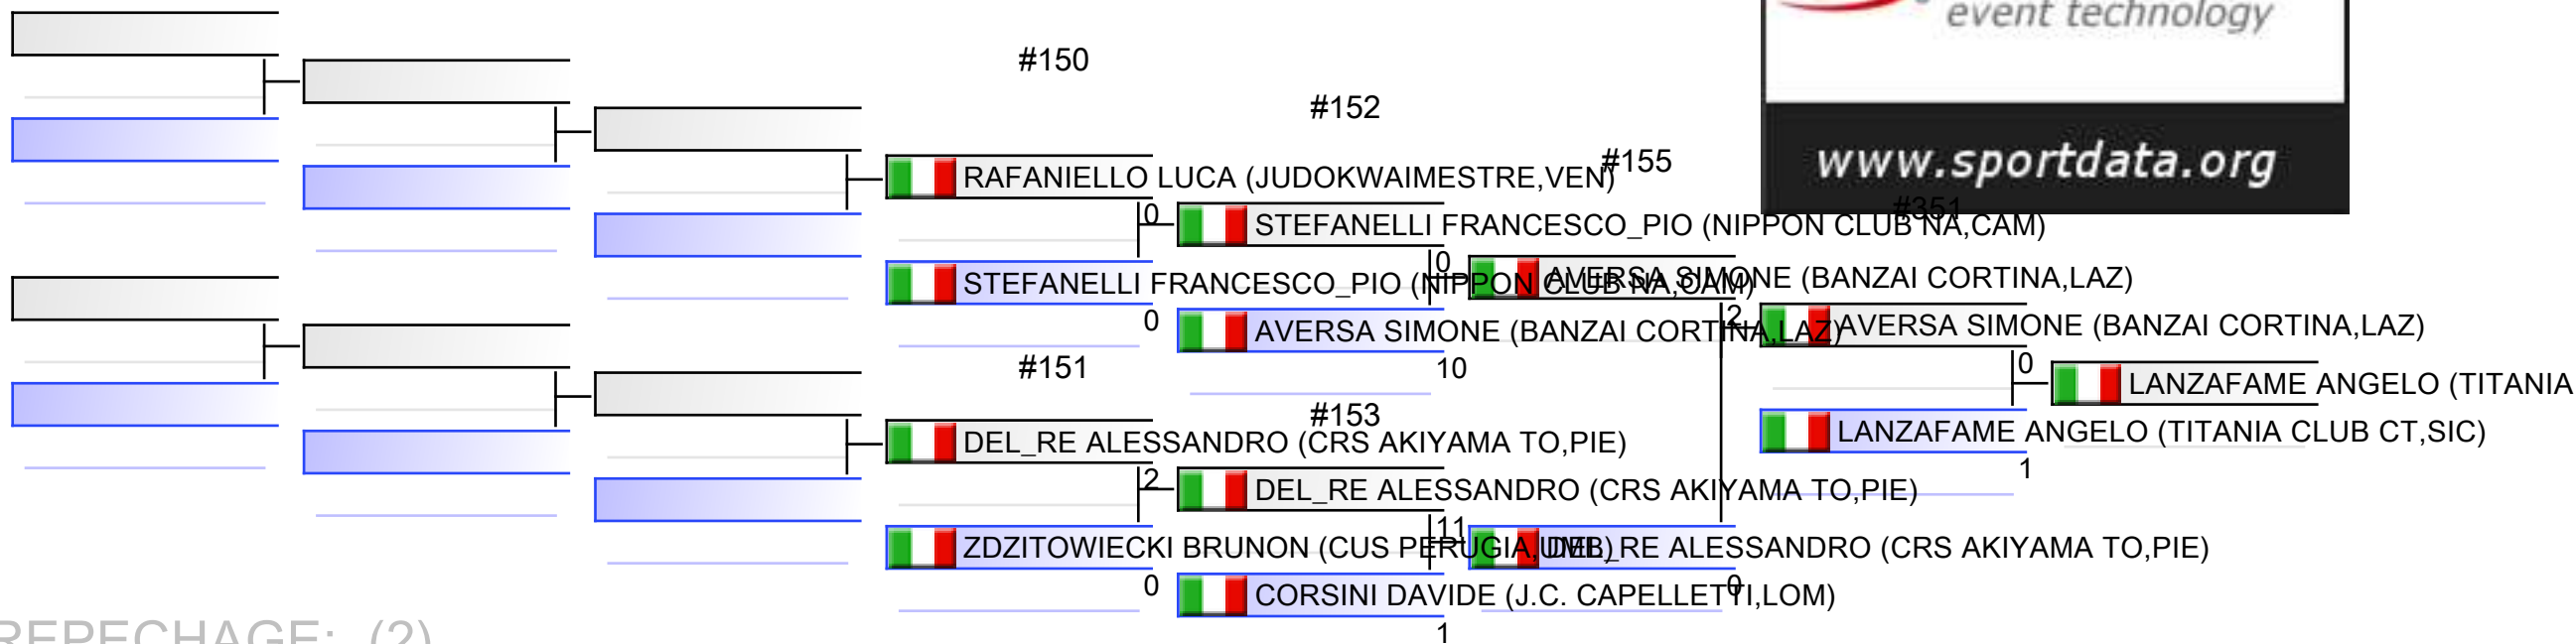 event technology
#150
#152
www.sportdata.org
#155
RAFANIELLO LUCA (JUDOKWAIMESTRE,VEN)
#351
0
STEFANELLI FRANCESCO_PIO (NIPPON CLUB NA,CAM)
0
AVERSA SIMONE (BANZAI CORTINA,LAZ)
STEFANELLI FRANCESCO_PIO (NIPPON CLUB NA,CAM)
0
2
AVERSA SIMONE (BANZAI CORTINA,LAZ)
AVERSA SIMONE (BANZAI CORTINA,LAZ)
#151
10
0
LANZAFAME ANGELO (TITANIA
#153
LANZAFAME ANGELO (TITANIA CLUB CT,SIC)
DEL_RE ALESSANDRO (CRS AKIYAMA TO,PIE)
1
2
DEL_RE ALESSANDRO (CRS AKIYAMA TO,PIE)
11
ZDZITOWIECKI BRUNON (CUS PERUGIA,UMB)
DEL_RE ALESSANDRO (CRS AKIYAMA TO,PIE)
0
0
CORSINI DAVIDE (J.C. CAPELLETTI,LOM)
1
REPECHAGE: (2)